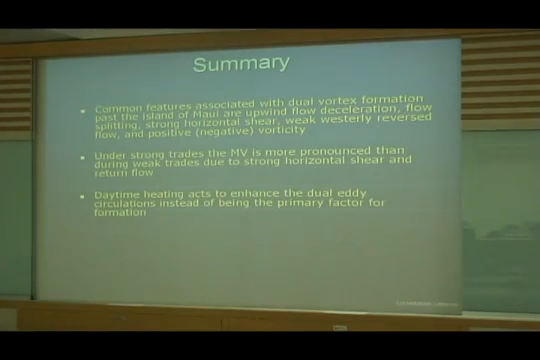 Summary
Common features associated with dual vortex formation
past the island of Maui are upwind flow deceleration, flow
splitting, strong horizontal shear, weak westerly reversed
flow, and positive (negative) vorticity
Under strong trades the MV is more pronounced than
during weak trades due to strong horizontal shear and
return flow
Daytime heating acts to enhance the dual eddy
circulations instead of being the primary factor for
formation